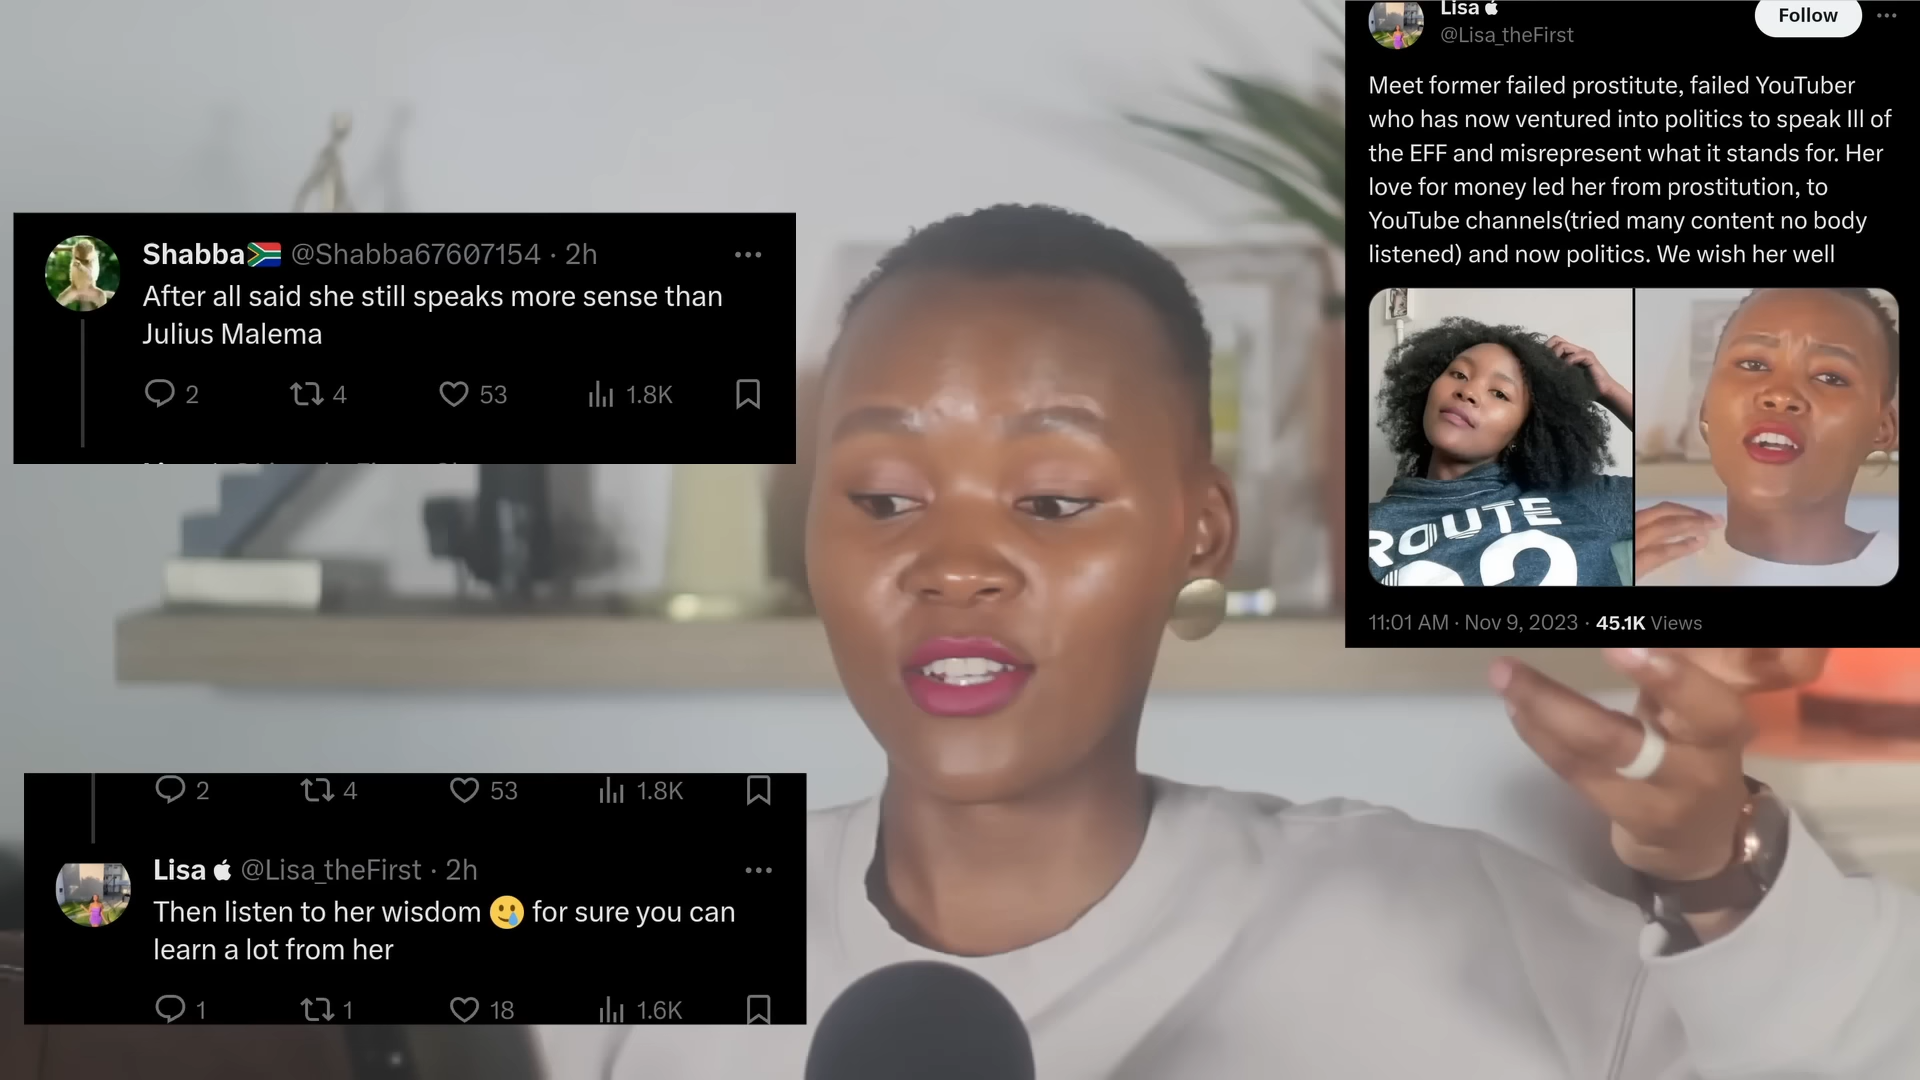 Shabba🇿🇦 @Shabba67607154 · 2h
After all said she still speaks more sense than
Julius Malema
2 4 53 1.8K
2 4 53 1.8K
Lisa @Lisa_theFirst · 2h
Then listen to her wisdom 🥲 for sure you can
learn a lot from her
1 1 18 1.6K
Lisa
Follow
@Lisa_theFirst
Meet former failed prostitute, failed YouTuber
who has now ventured into politics to speak Ill of
the EFF and misrepresent what it stands for. Her
love for money led her from prostitution, to
YouTube channels(tried many content no body
listened) and now politics. We wish her well
ROUTE
11:01 AM · Nov 9, 2023 · 45.1K Views